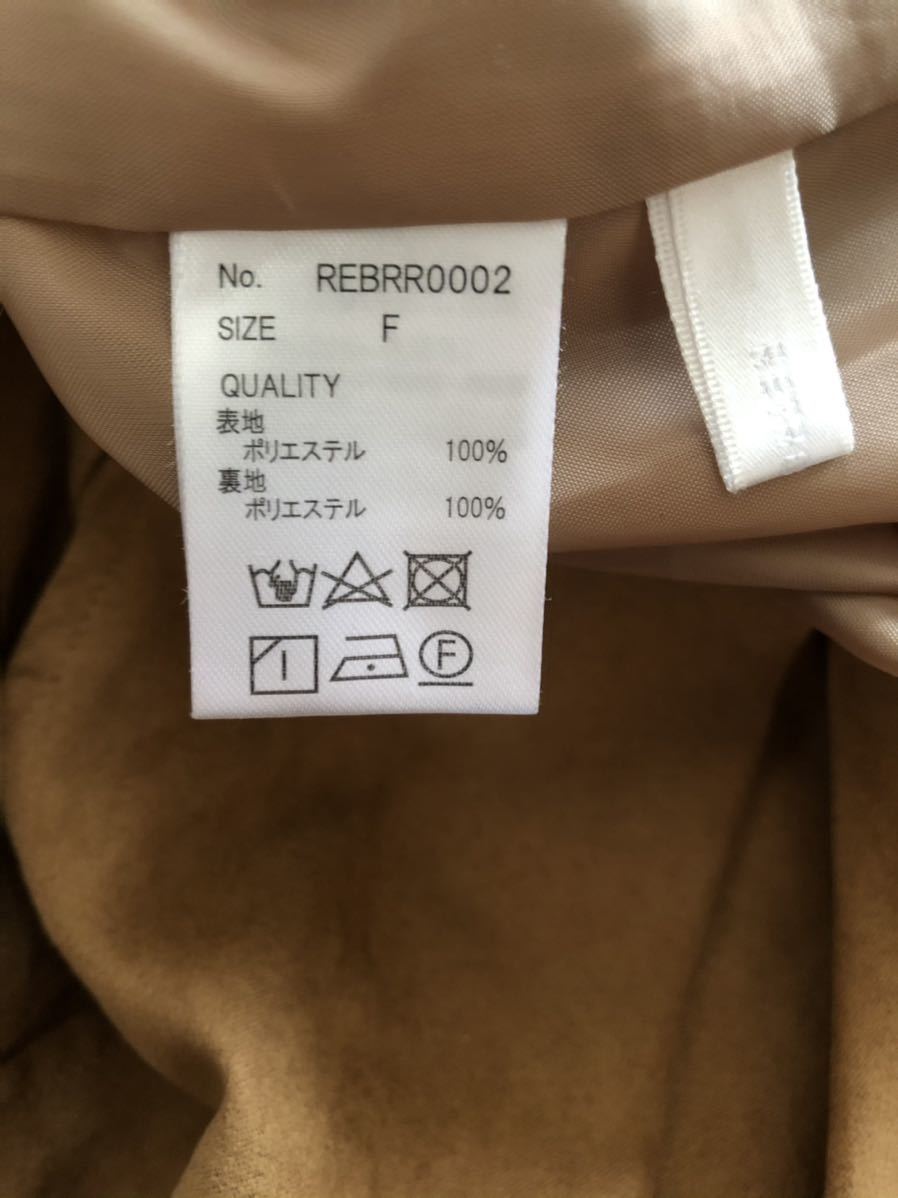 No. REBRR0002
SIZE F
QUALITY
表地
ポリエステル 100%
裏地
ポリエステル 100%
F